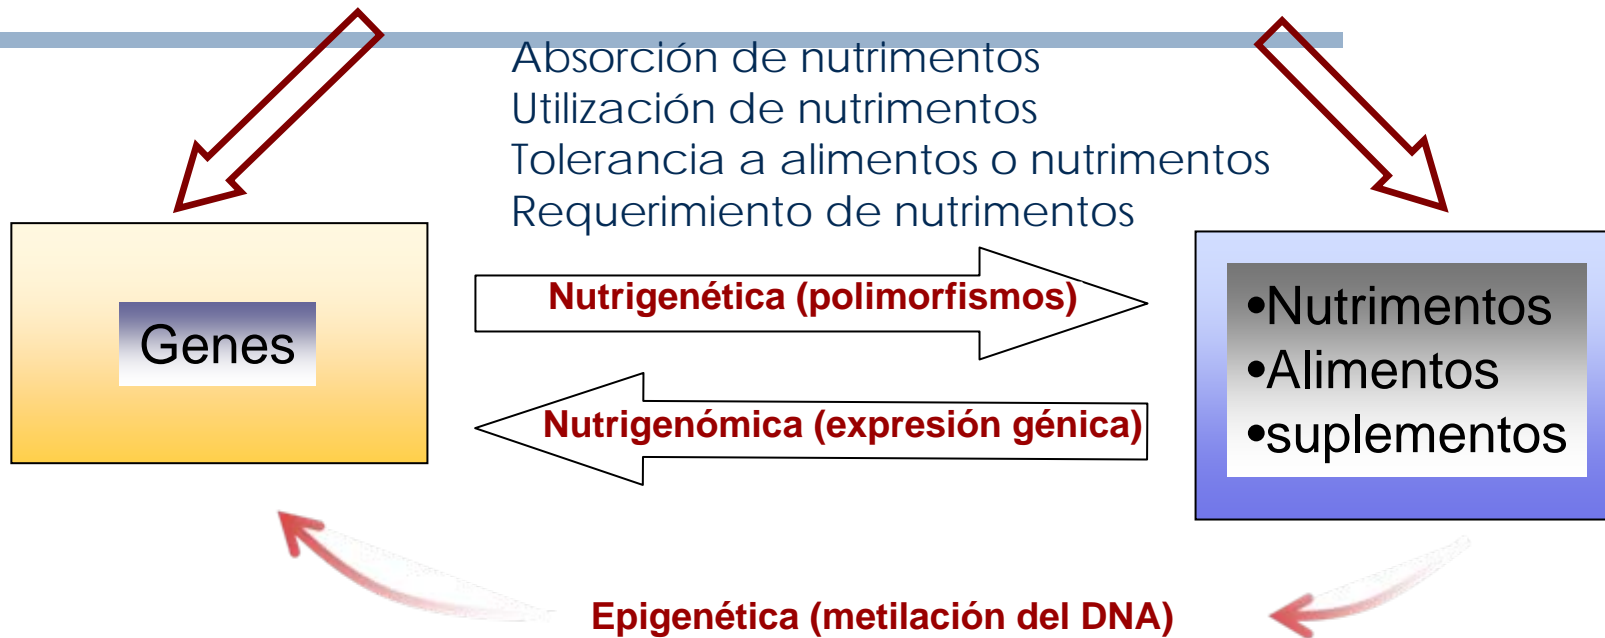 Absorción de nutrimentos
Utilización de nutrimentos
Tolerancia a alimentos o nutrimentos
Requerimiento de nutrimentos
Genes
Nutrigenética (polimorfismos)
Nutrigenómica (expresión génica)
•Nutrimentos
•Alimentos
•suplementos
Epigenética (metilación del DNA)